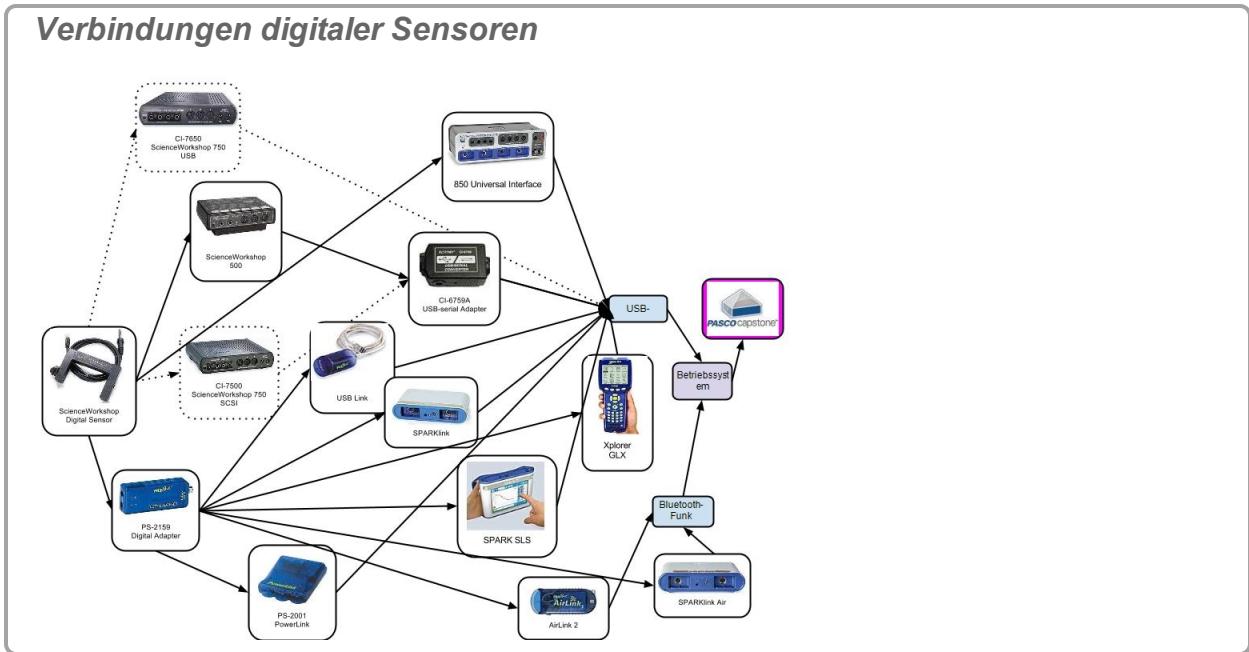 Verbindungen digitaler Sensoren
CI-7650
ScienceWorkshop 750
USB
850 Universal Interface
ScienceWorkshop
500
CI-6759A
USB-serial Adapter
USB-
PASCO capstone
ScienceWorkshop
Digital Sensor
CI-7500
ScienceWorkshop 750
SCSI
USB Link
SPARKlink
Xplorer
GLX
Betriebssyst
em
PS-2159
Digital Adapter
SPARK SLS
Bluetooth-
Funk
PS-2001
PowerLink
AirLink
AirLink 2
SPARKlink Air